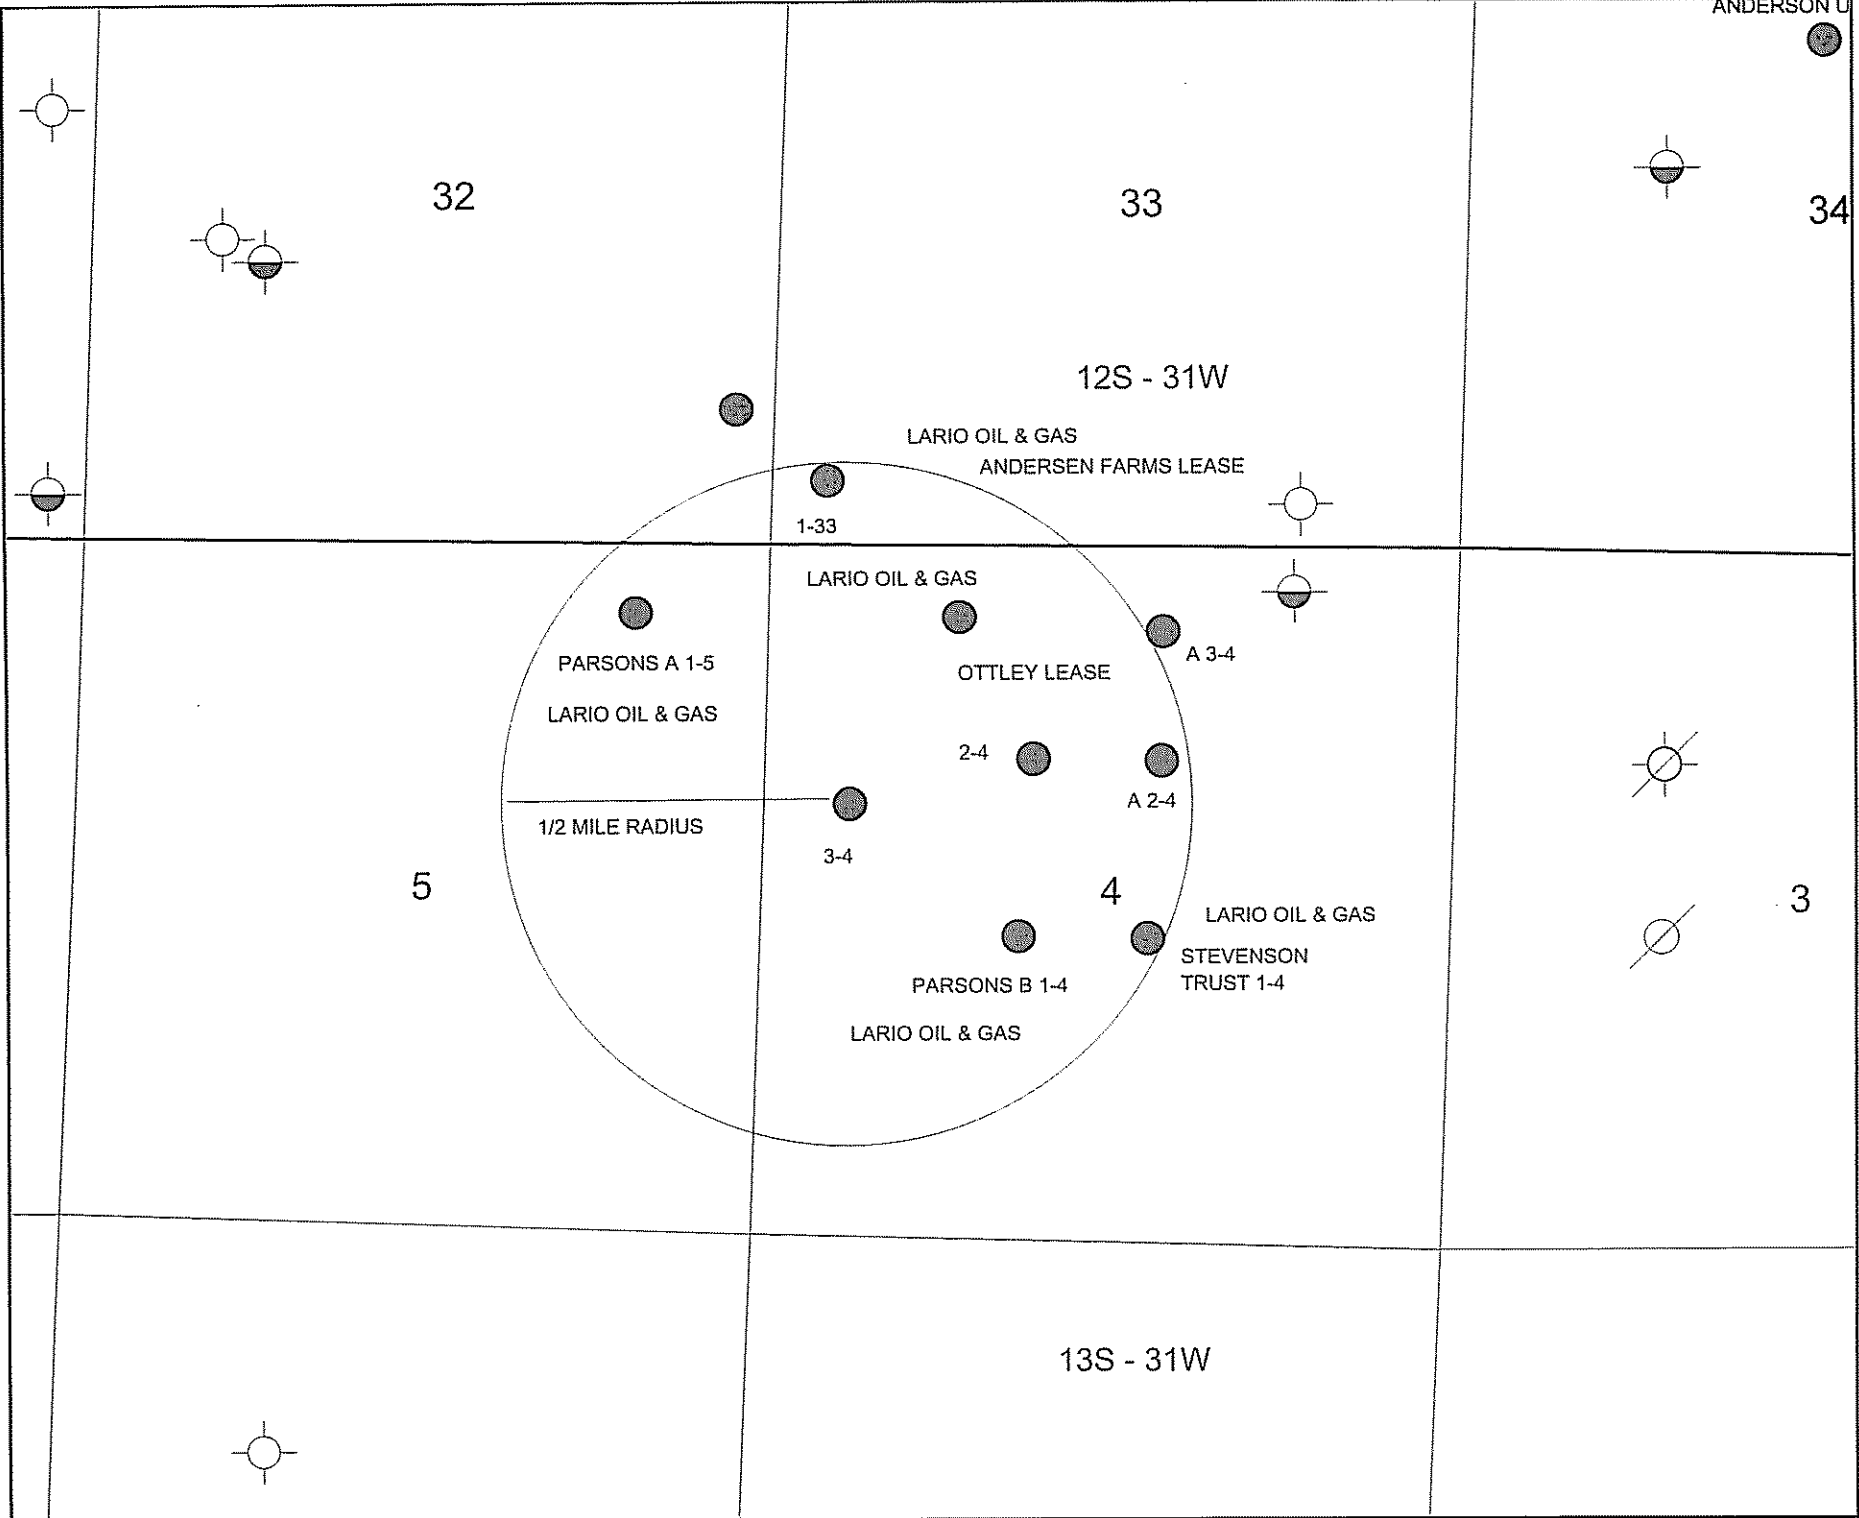 ANDERSON U
32
33
34
12S - 31W
LARIO OIL & GAS
ANDERSEN FARMS LEASE
1-33
LARIO OIL & GAS
PARSONS A 1-5
OTTLEY LEASE
A 3-4
LARIO OIL & GAS
2-4
A 2-4
1/2 MILE RADIUS
3-4
5
4
3
LARIO OIL & GAS
STEVENSON
TRUST 1-4
PARSONS B 1-4
LARIO OIL & GAS
13S - 31W